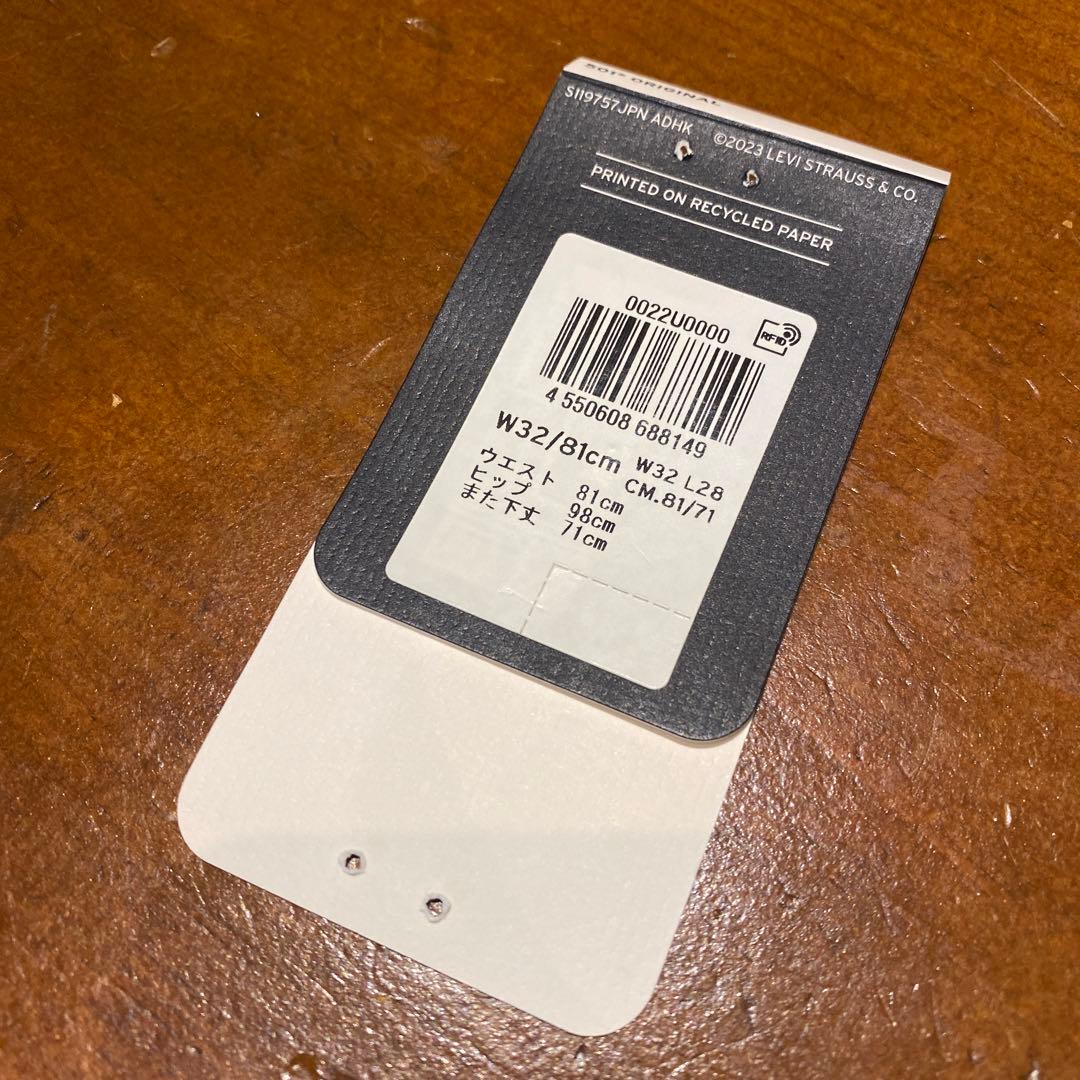 501® ORIGINAL
S119757JPN ADHK ©2023 LEVI STRAUSS & CO.
PRINTED ON RECYCLED PAPER
0022U0000
RFID
4 550608 688149
W32/81cm W32 L28
CM.81/71
ウエスト 81cm
ヒップ 98cm
また下丈 71cm